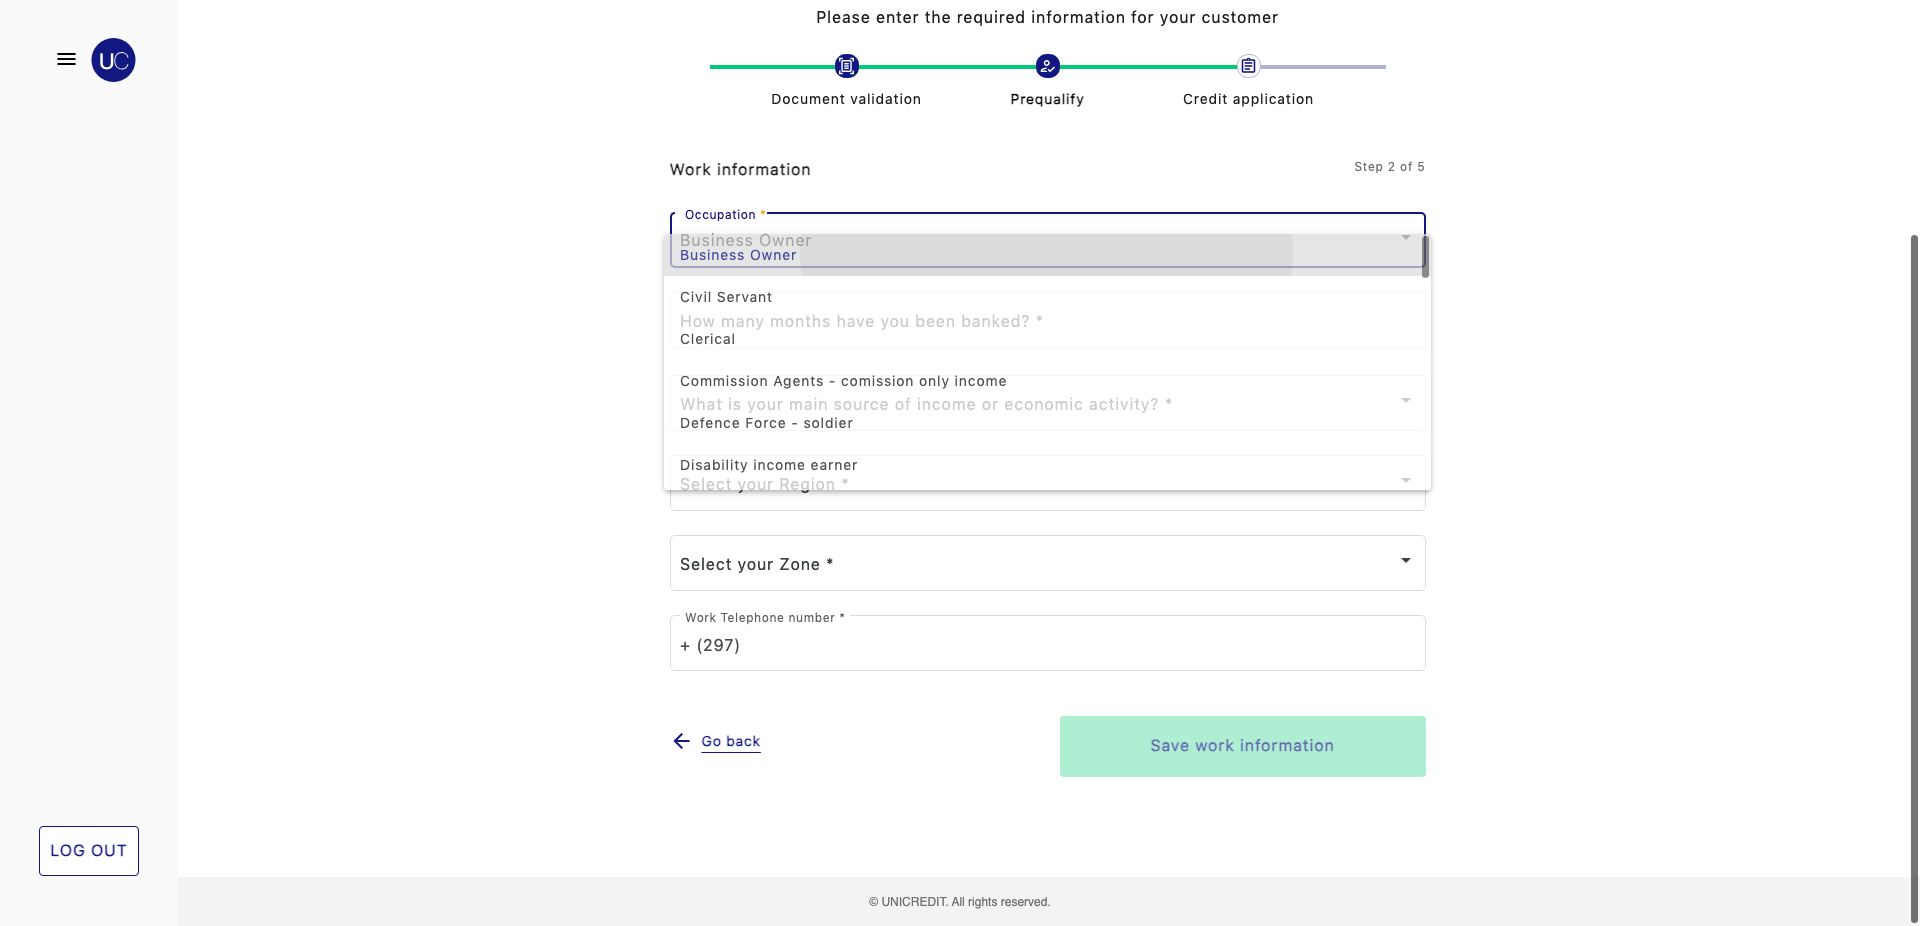 Please enter the required information for your customer
UC
Document validation
Prequalify
Credit application
Work information
Step 2 of 5
Occupation *
Business Owner
Business Owner
Civil Servant
How many months have you been banked? *
Clerical
Commission Agents - comission only income
What is your main source of income or economic activity? *
Defence Force - soldier
Disability income earner
Select your Region *
Select your Zone *
Work Telephone number *
+ (297)
Go back
Save work information
LOG OUT
© UNICREDIT. All rights reserved.